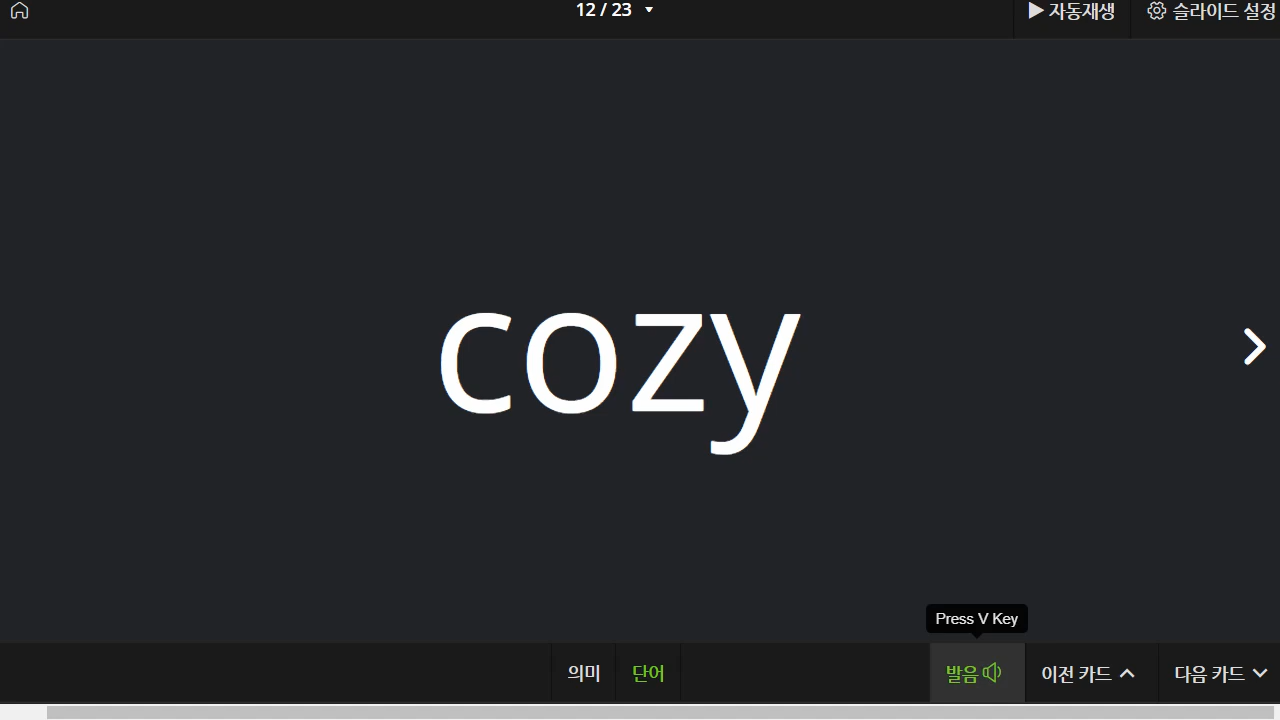 12 / 23
자동재생
슬라이드 설정
cozy
Press V Key
의미
단어
발음
이전 카드
다음 카드